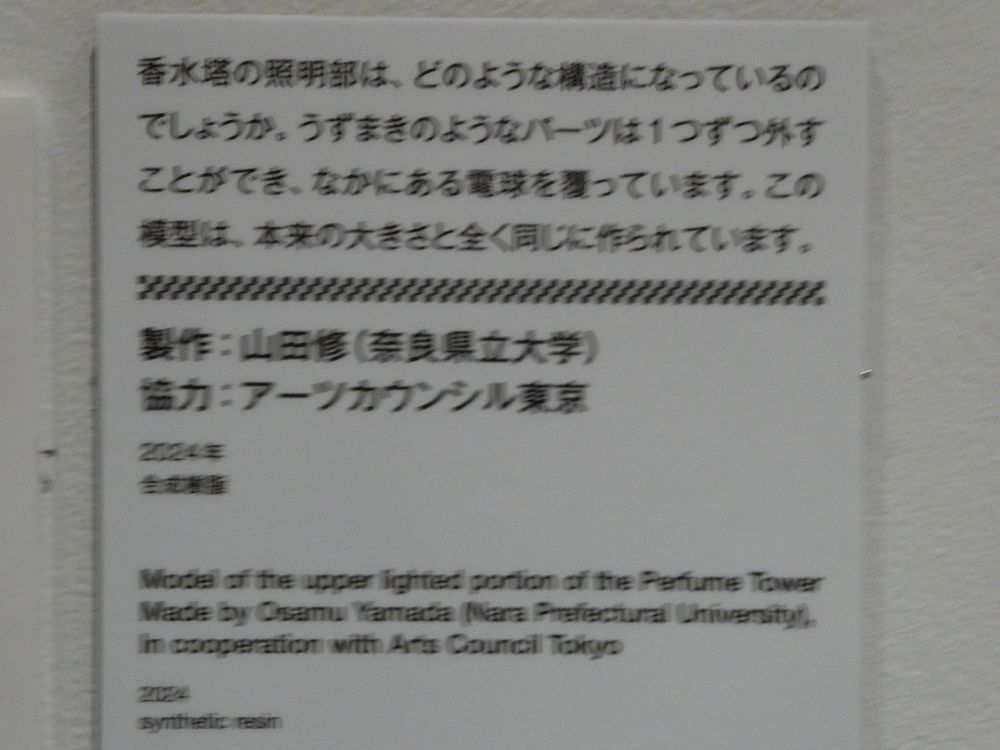 香水塔の照明部は、どのような構造になっているの
でしょうか。うずまきのようなパーツは1つずつ外す
ことができ、なかにある電球を覆っています。この
模型は、本来の大きさと全く同じに作られています。
製作：山田修（奈良県立大学）
協力：アーツカウンシル東京
2024年
合成樹脂
Model of the upper lighted portion of the Perfume Tower
Made by Osamu Yamada (Nara Prefectural University),
in cooperation with Arts Council Tokyo
2024
synthetic resin